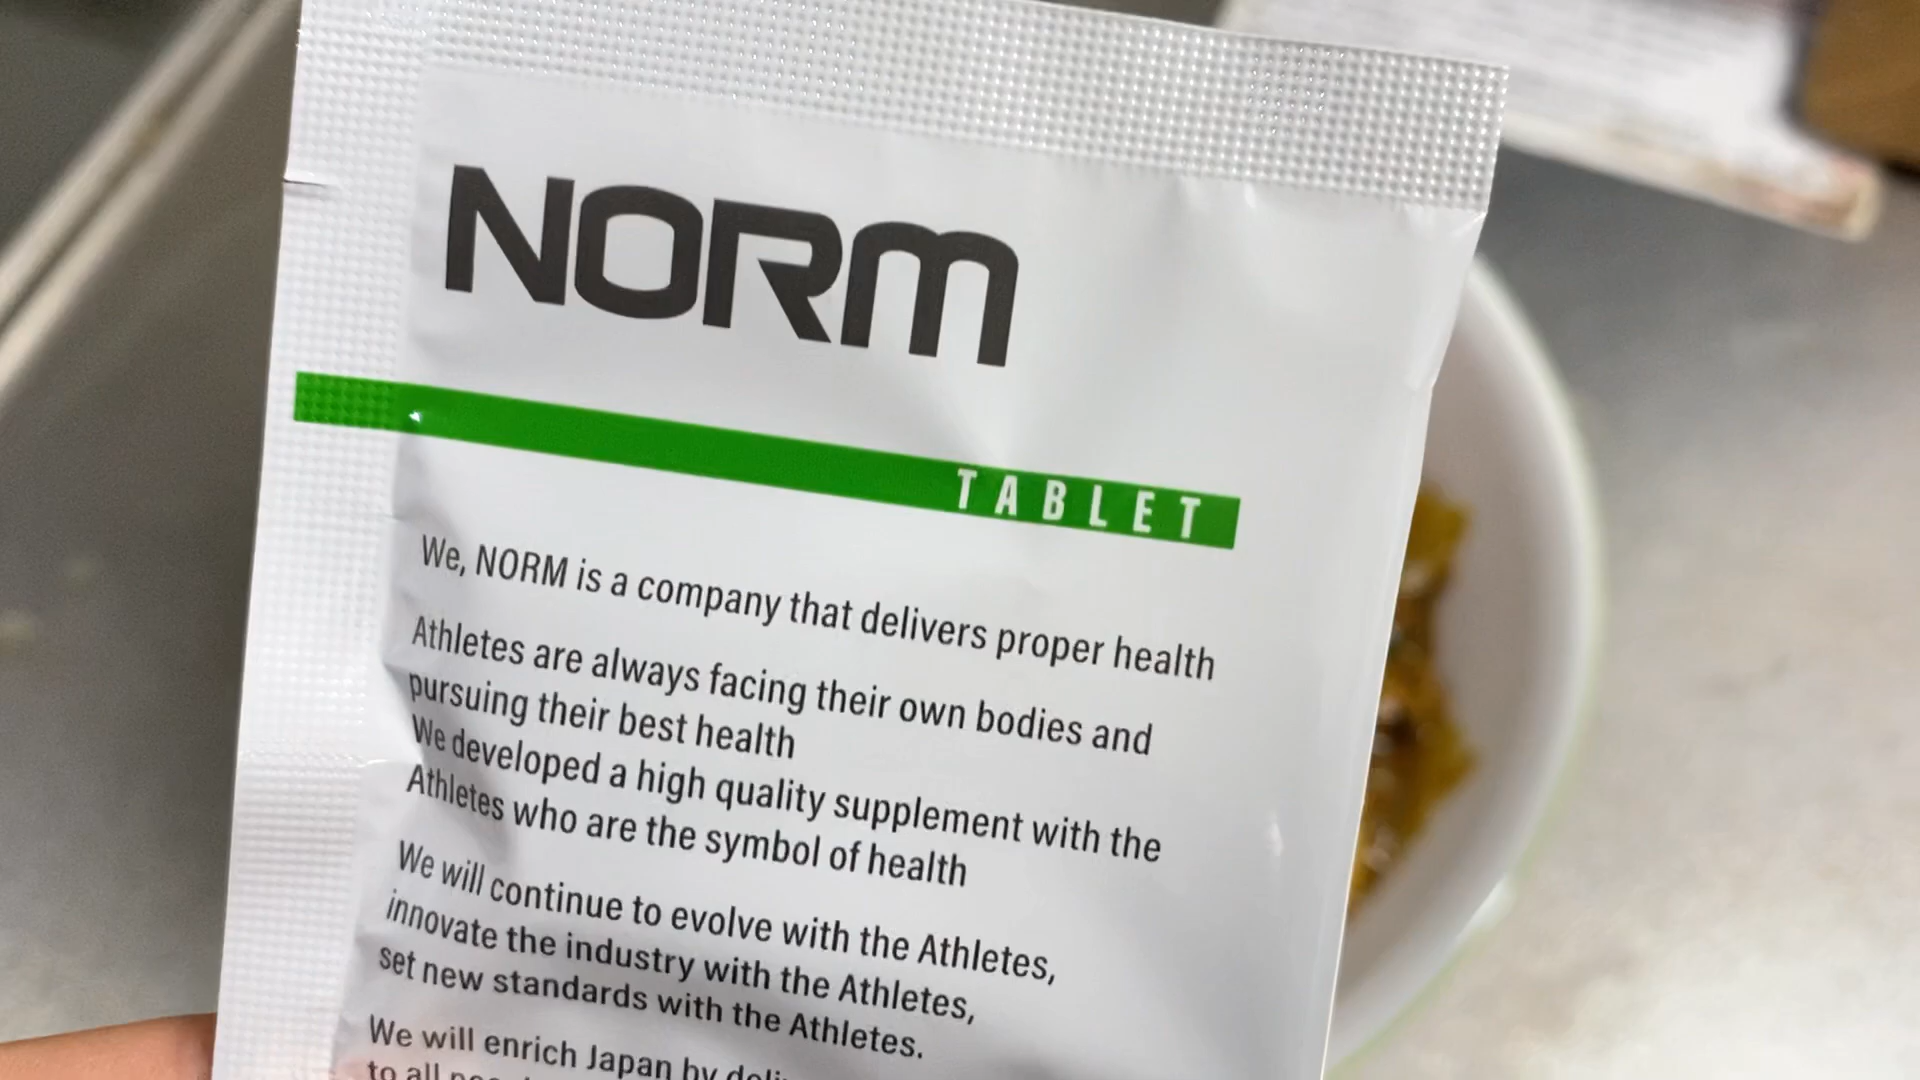 NORM
TABLET
We, NORM is a company that delivers proper health
Athletes are always facing their own bodies and
pursuing their best health
We developed a high quality supplement with the
Athletes who are the symbol of health
We will continue to evolve with the Athletes,
innovate the industry with the Athletes,
set new standards with the Athletes.
We will enrich Japan by
to all